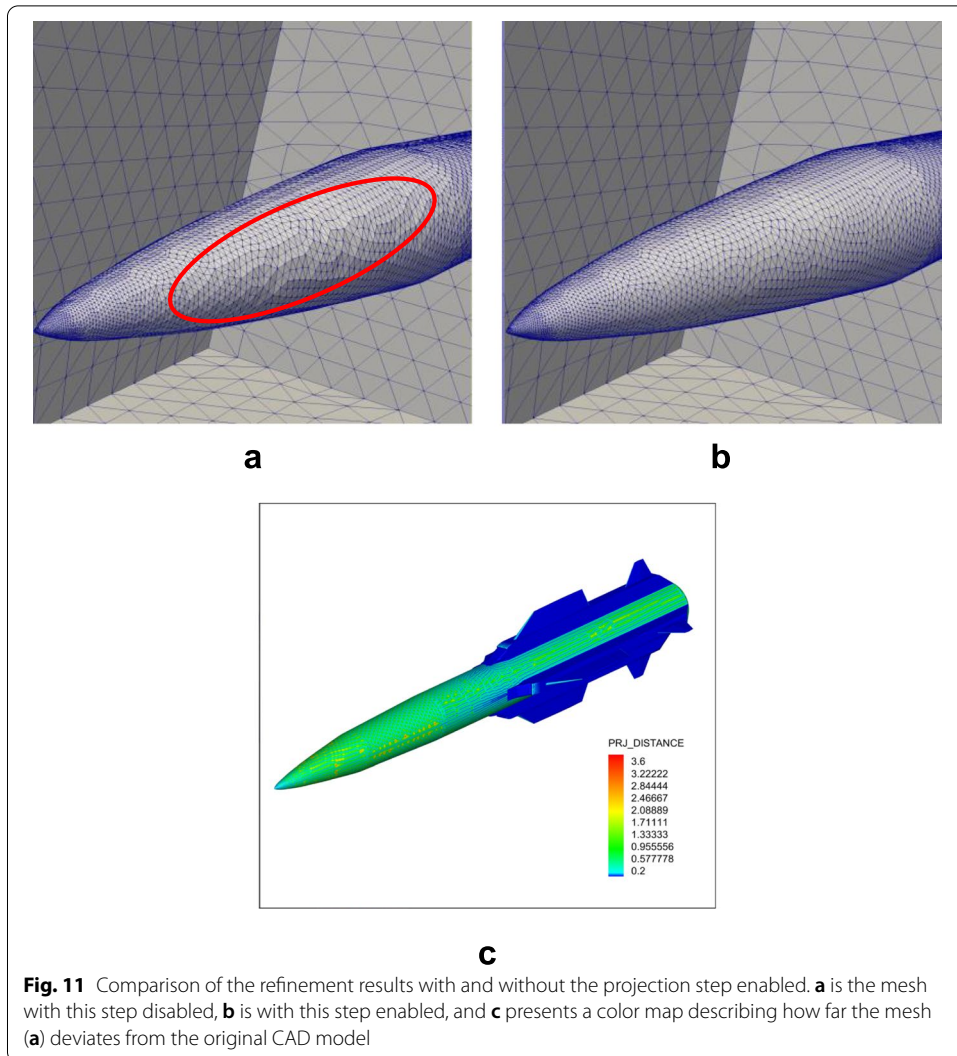 a
b
PRJ_DISTANCE
3.6
3.22222
2.84444
2.46667
2.08889
1.71111
1.33333
0.955556
0.577778
0.2
c
Fig. 11 Comparison of the refinement results with and without the projection step enabled. a is the mesh
with this step disabled, b is with this step enabled, and c presents a color map describing how far the mesh
(a) deviates from the original CAD model